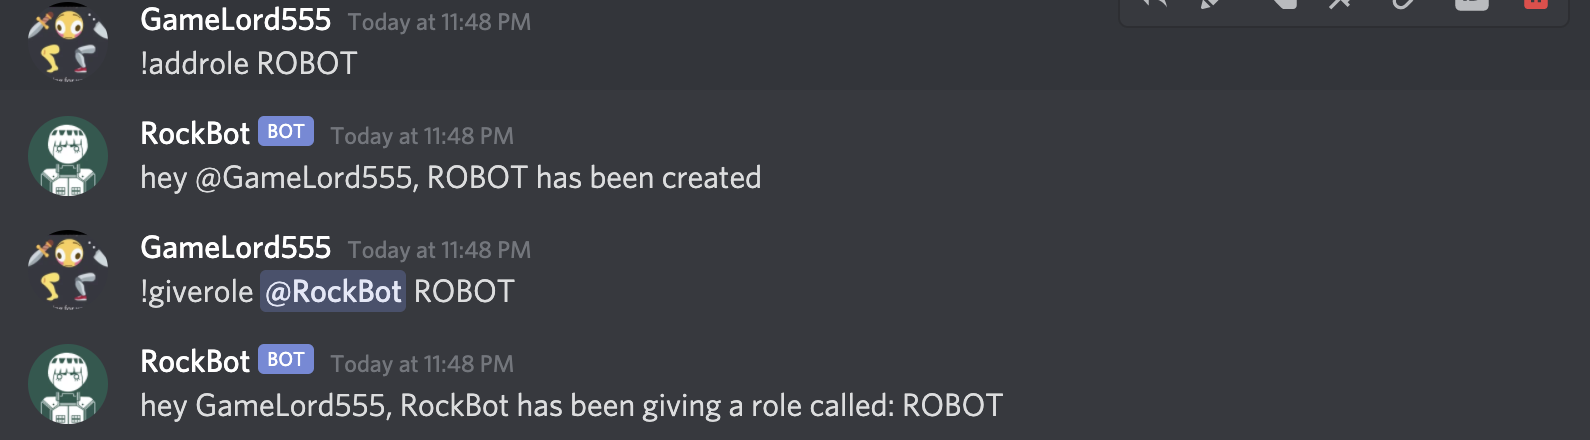 GameLord555 Today at 11:48 PM
!addrole ROBOT
RockBot BOT Today at 11:48 PM
hey @GameLord555, ROBOT has been created
GameLord555 Today at 11:48 PM
!giverole @RockBot ROBOT
RockBot BOT Today at 11:48 PM
hey GameLord555, RockBot has been giving a role called: ROBOT